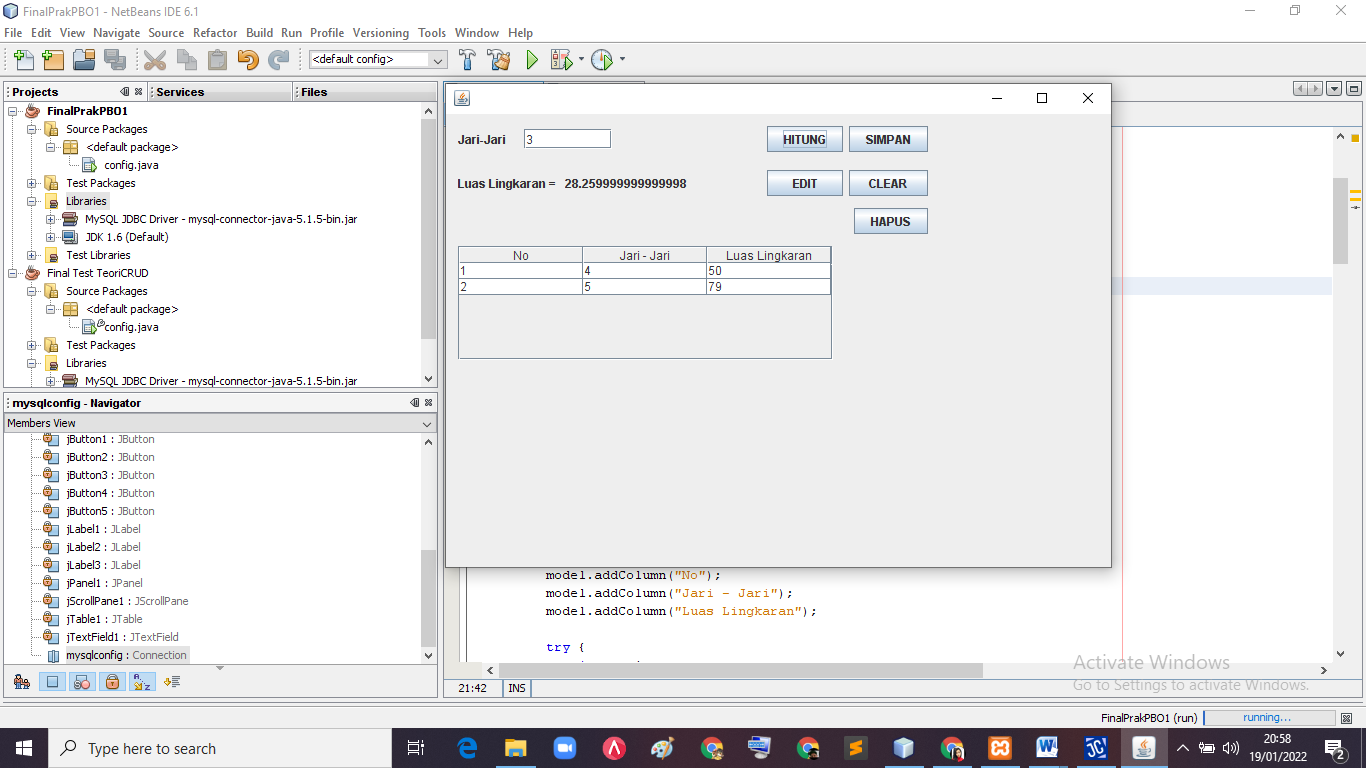 FinalPrakPBO1 - NetBeans IDE 6.1
File Edit View Navigate Source Refactor Build Run Profile Versioning Tools Window Help
<default config>
Projects
Services
Files
FinalPrakPBO1
Source Packages
<default package>
config.java
Test Packages
Libraries
MySQL JDBC Driver - mysql-connector-java-5.1.5-bin.jar
JDK 1.6 (Default)
Test Libraries
Final Test TeoriCRUD
Source Packages
<default package>
config.java
Test Packages
Libraries
MySQL JDBC Driver - mysql-connector-java-5.1.5-bin.jar
mysqlconfig - Navigator
Members View
jButton1 : JButton
jButton2 : JButton
jButton3 : JButton
jButton4 : JButton
jButton5 : JButton
jLabel1 : JLabel
jLabel2 : JLabel
jLabel3 : JLabel
jPanel1 : JPanel
jScrollPane1 : JScrollPane
jTable1 : JTable
jTextField1 : JTextField
mysqlconfig : Connection
Jari-Jari 3 HITUNG SIMPAN
Luas Lingkaran = 28.259999999999998 EDIT CLEAR
HAPUS
No Jari - Jari Luas Lingkaran
1 4 50
2 5 79
model.addColumn("No");
model.addColumn("Jari - Jari");
model.addColumn("Luas Lingkaran");
try {
Activate Windows
Go to Settings to activate Windows.
21:42 INS
FinalPrakPBO1 (run) running...
Type here to search
20:58
19/01/2022
2